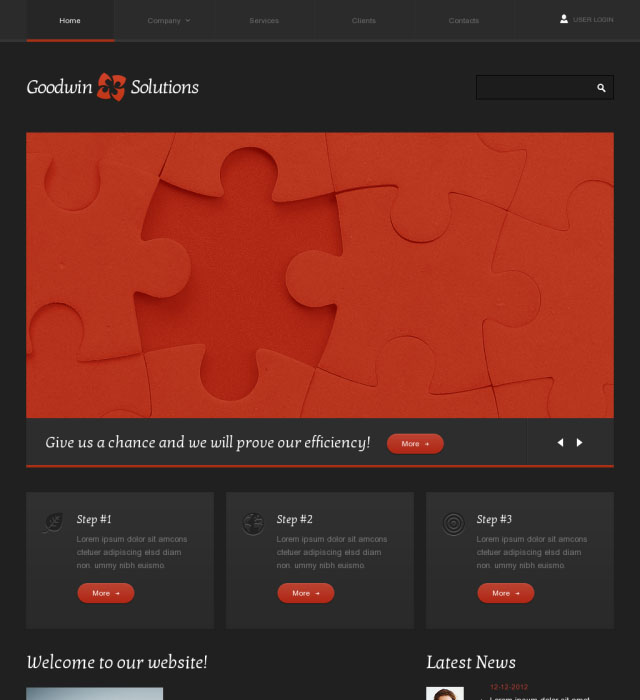 Home
Company
Services
Clients
Contacts
USER LOGIN
Goodwin Solutions
Give us a chance and we will prove our efficiency!
More
Step #1
Lorem ipsum dolor sit amcons
ctetuer adipiscing elsd diam
non. ummy nibh euismo.
More
Step #2
Lorem ipsum dolor sit amcons
ctetuer adipiscing elsd diam
non. ummy nibh euismo.
More
Step #3
Lorem ipsum dolor sit amcons
ctetuer adipiscing elsd diam
non. ummy nibh euismo.
More
Welcome to our website!
Latest News
12-12-2012
Lorem ipsum dolor sit amet